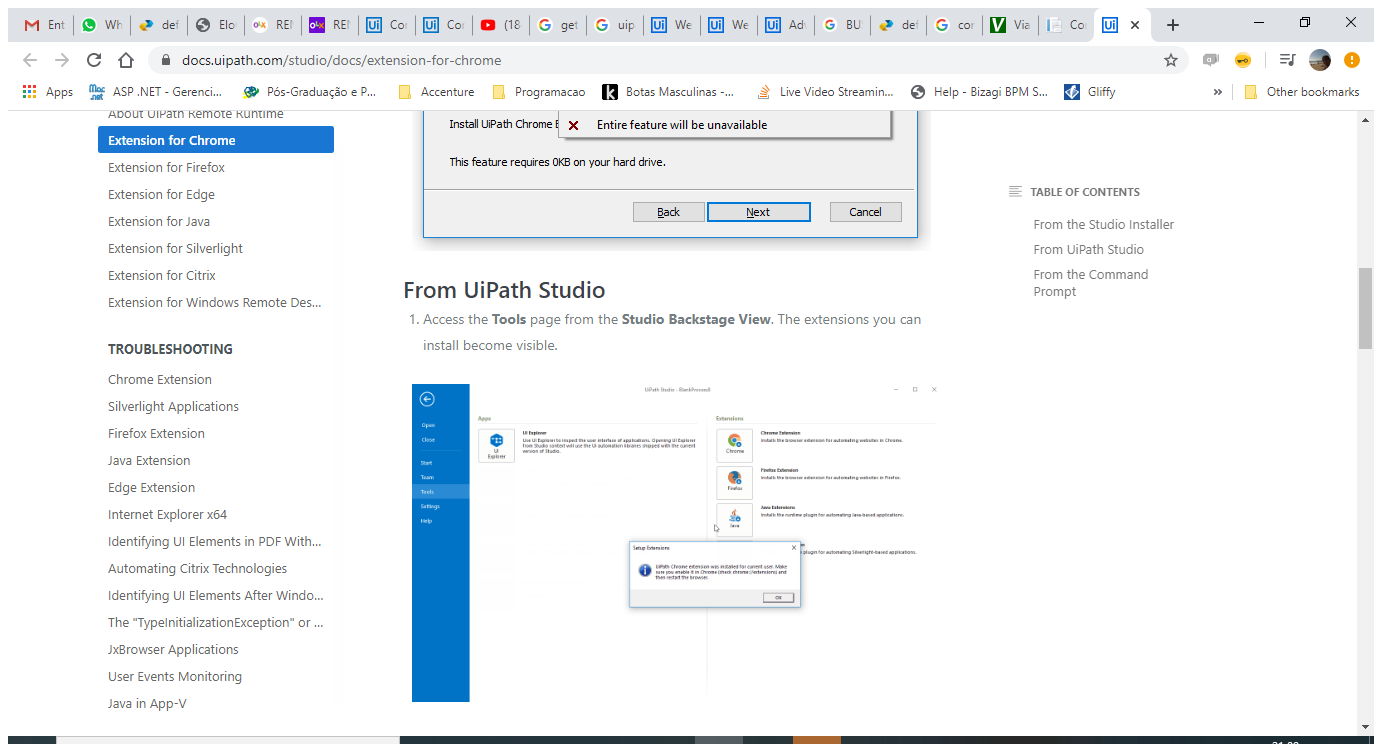 Ent
Wh
def
Elo
REI
REI
Cor
Cor
(18
get
uip
We
We
Adv
BU
def
cor
Via
Co
docs.uipath.com/studio/docs/extension-for-chrome
Apps
ASP .NET - Gerenci...
Pós-Graduação e P...
Accenture
Programacao
Botas Masculinas -...
Live Video Streamin...
Help - Bizagi BPM S...
Gliffy
»
Other bookmarks
About UiPath Remote Runtime
Extension for Chrome
Extension for Firefox
Extension for Edge
Extension for Java
Extension for Silverlight
Extension for Citrix
Extension for Windows Remote Des...
TROUBLESHOOTING
Chrome Extension
Silverlight Applications
Firefox Extension
Java Extension
Edge Extension
Internet Explorer x64
Identifying UI Elements in PDF With...
Automating Citrix Technologies
Identifying UI Elements After Windo...
The "TypeInitializationException" or ...
JxBrowser Applications
User Events Monitoring
Java in App-V
Install UiPath Chrome E
Entire feature will be unavailable
This feature requires 0KB on your hard drive.
Back
Next
Cancel
From UiPath Studio
1. Access the Tools page from the Studio Backstage View. The extensions you can
install become visible.
UiPath Studio - BlankProcess8
Open
Close
Start
Team
Tools
Settings
Help
Apps
UI Explorer
UI Explorer
Use UI Explorer to inspect the user interface of applications. Opening UI Explorer
from Studio context will use the UI automation libraries shipped with the current
version of Studio.
Extensions
Chrome
Chrome Extension
Installs the browser extension for automating websites in Chrome.
Firefox
Firefox Extension
Installs the browser extension for automating websites in Firefox.
Java
Java Extensions
Installs the runtime plugin for automating Java-based applications.
plugin for automating Silverlight-based applications.
Setup Extensions
UiPath Chrome extension was installed for current user. Make
sure you enable it in Chrome (check chrome://extensions) and
then restart the browser.
OK
TABLE OF CONTENTS
From the Studio Installer
From UiPath Studio
From the Command
Prompt